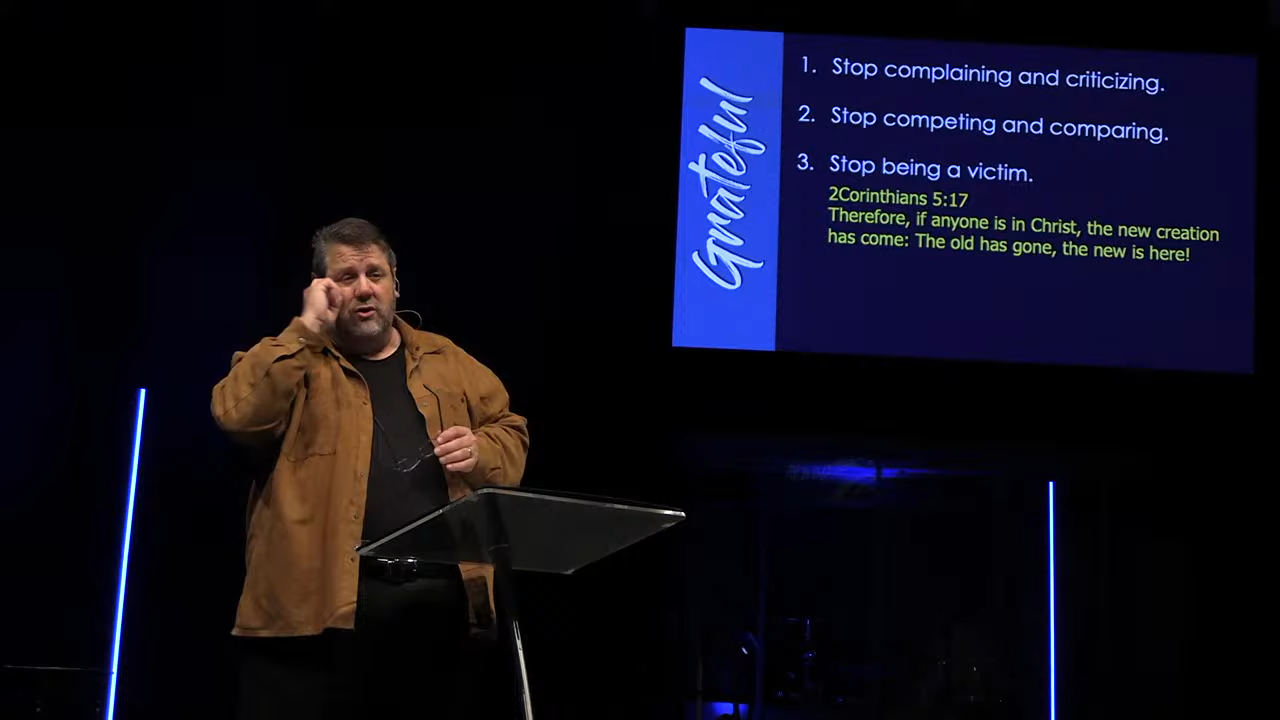 Grateful
1. Stop complaining and criticizing.
2. Stop competing and comparing.
3. Stop being a victim.
2Corinthians 5:17
Therefore, if anyone is in Christ, the new creation
has come: The old has gone, the new is here!